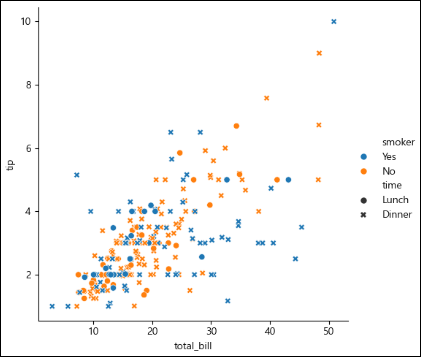 10
8
6
4
2
tip
10
20
30
40
50
total_bill
smoker
Yes
No
time
Lunch
Dinner